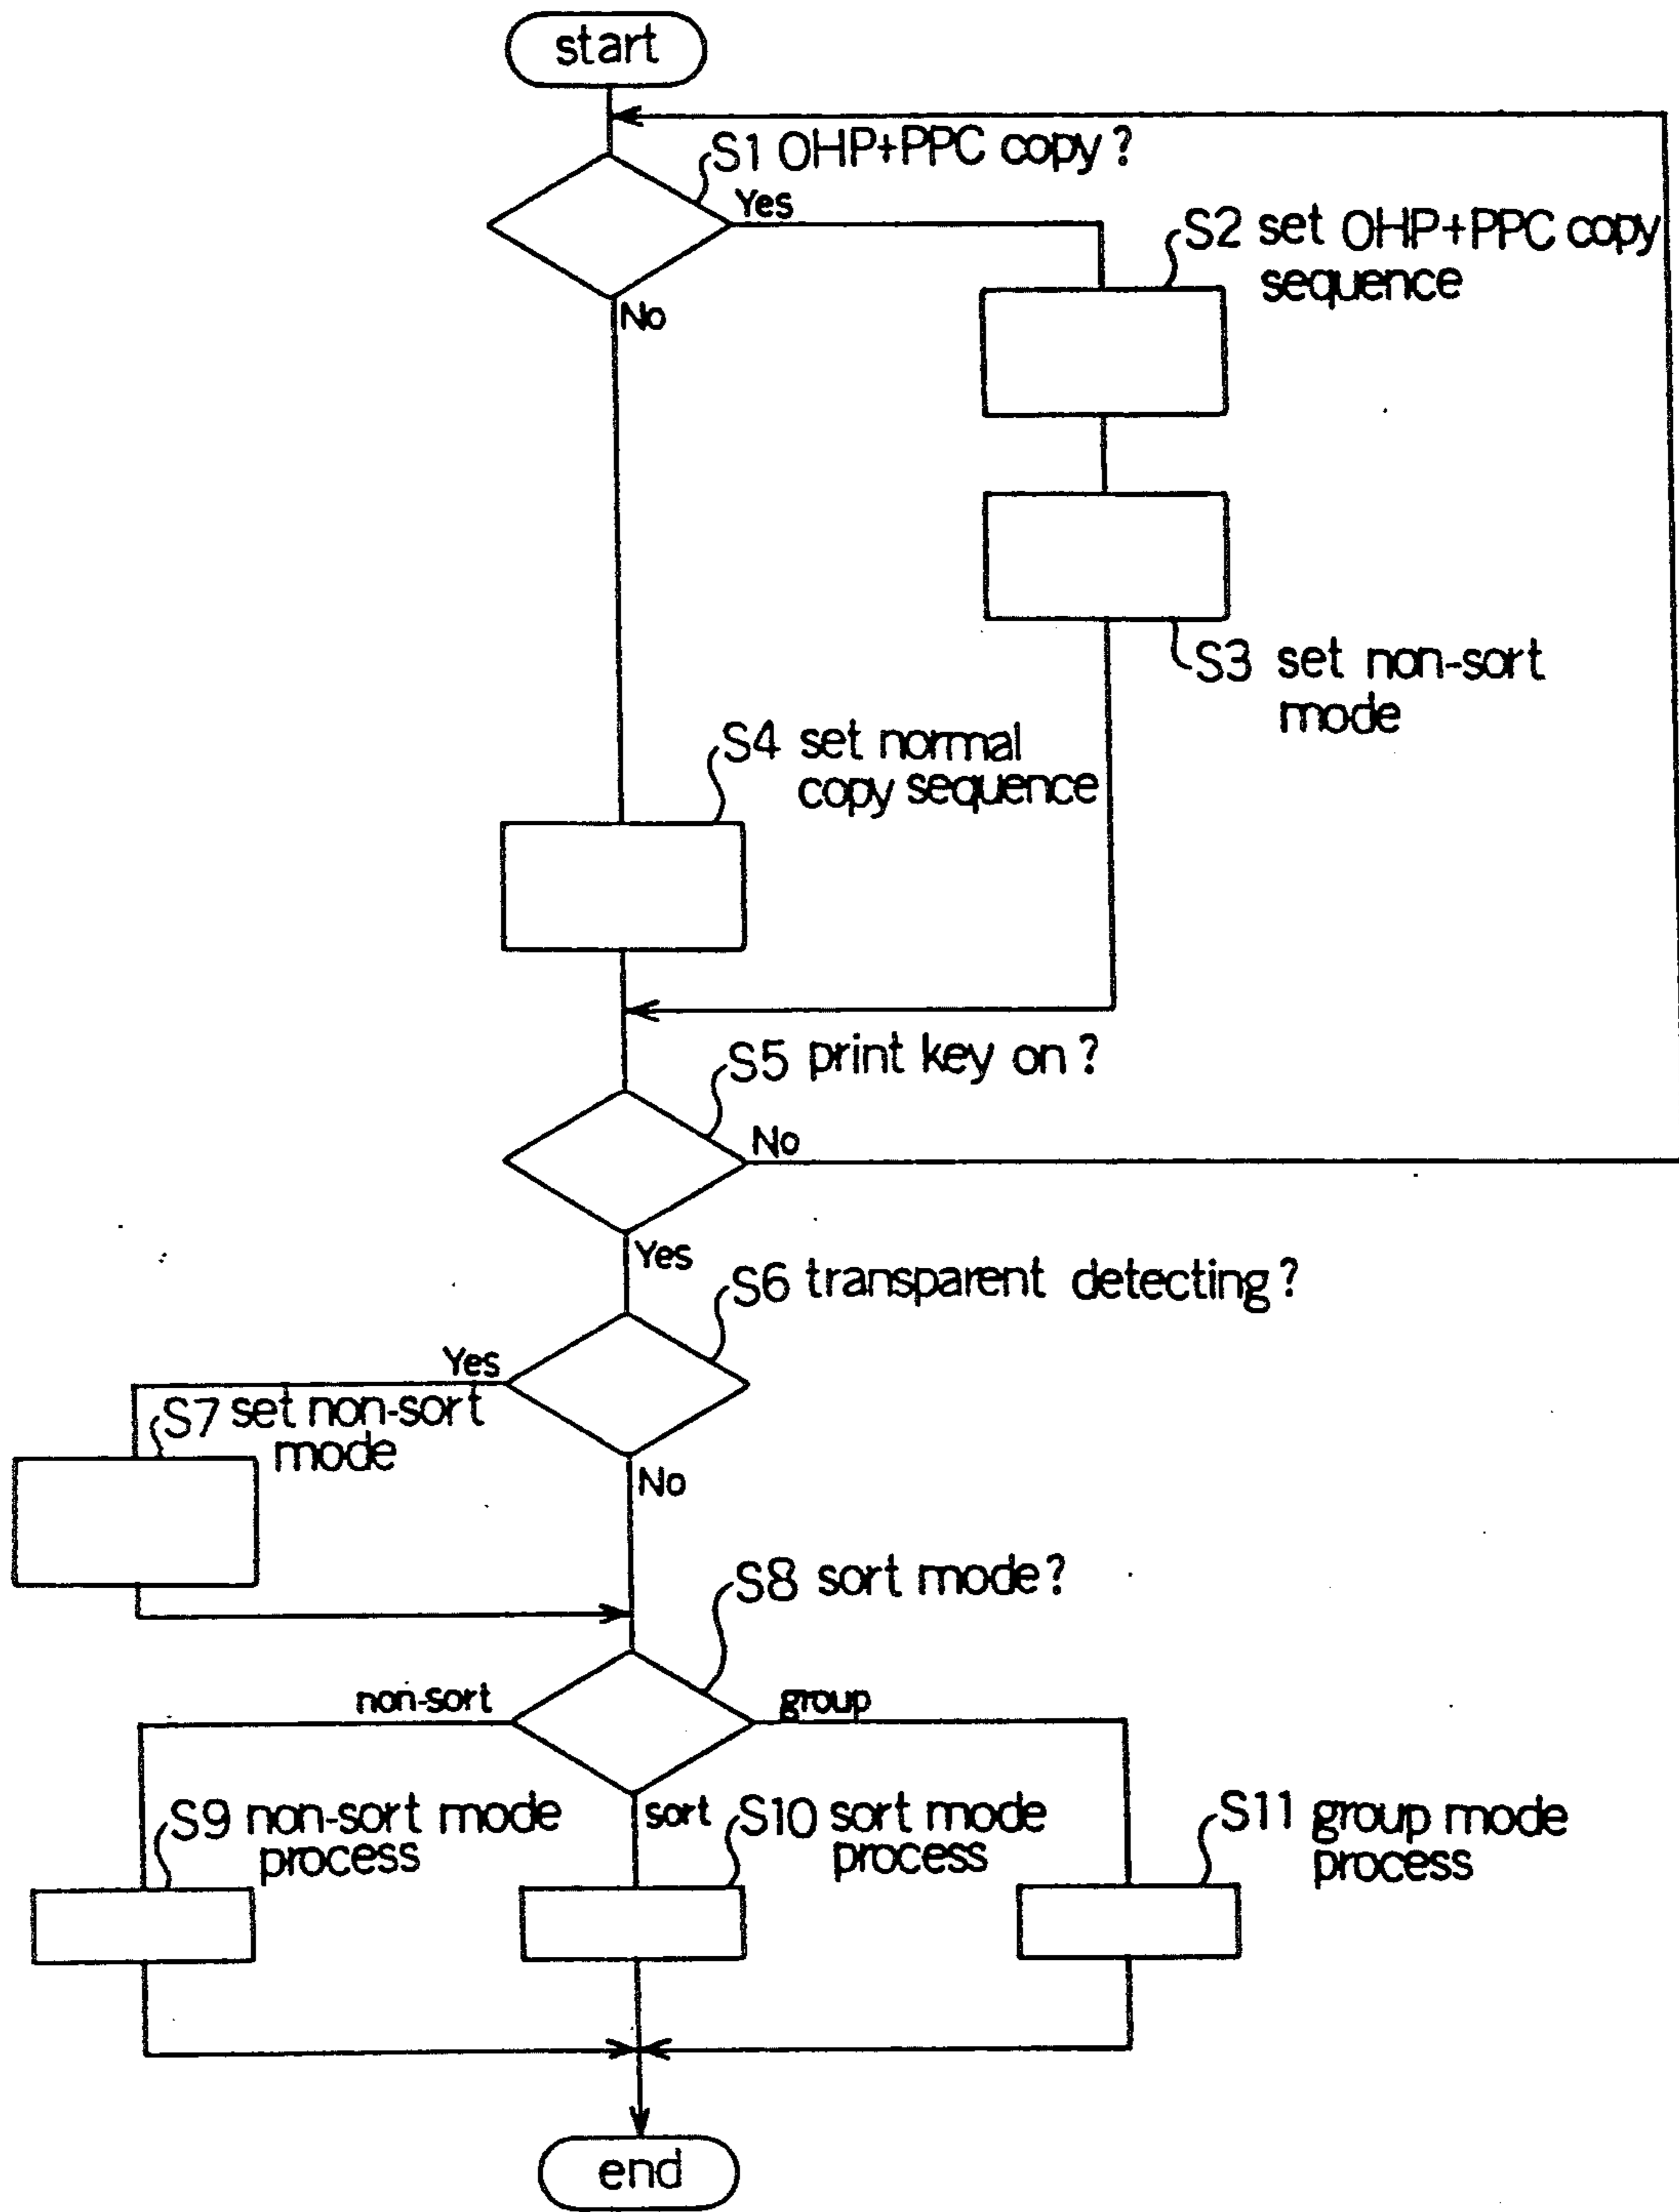 start
S1 OHP+PPC copy?
Yes
S2 set OHP+PPC copy
sequence
No
S3 set non-sort
mode
S4 set normal
copy sequence
S5 print key on?
No
Yes
S6 transparent detecting?
Yes
S7 set non-sort
mode
No
S8 sort mode?
non-sort
group
sort
S9 non-sort mode
process
S10 sort mode
process
S11 group mode
process
end